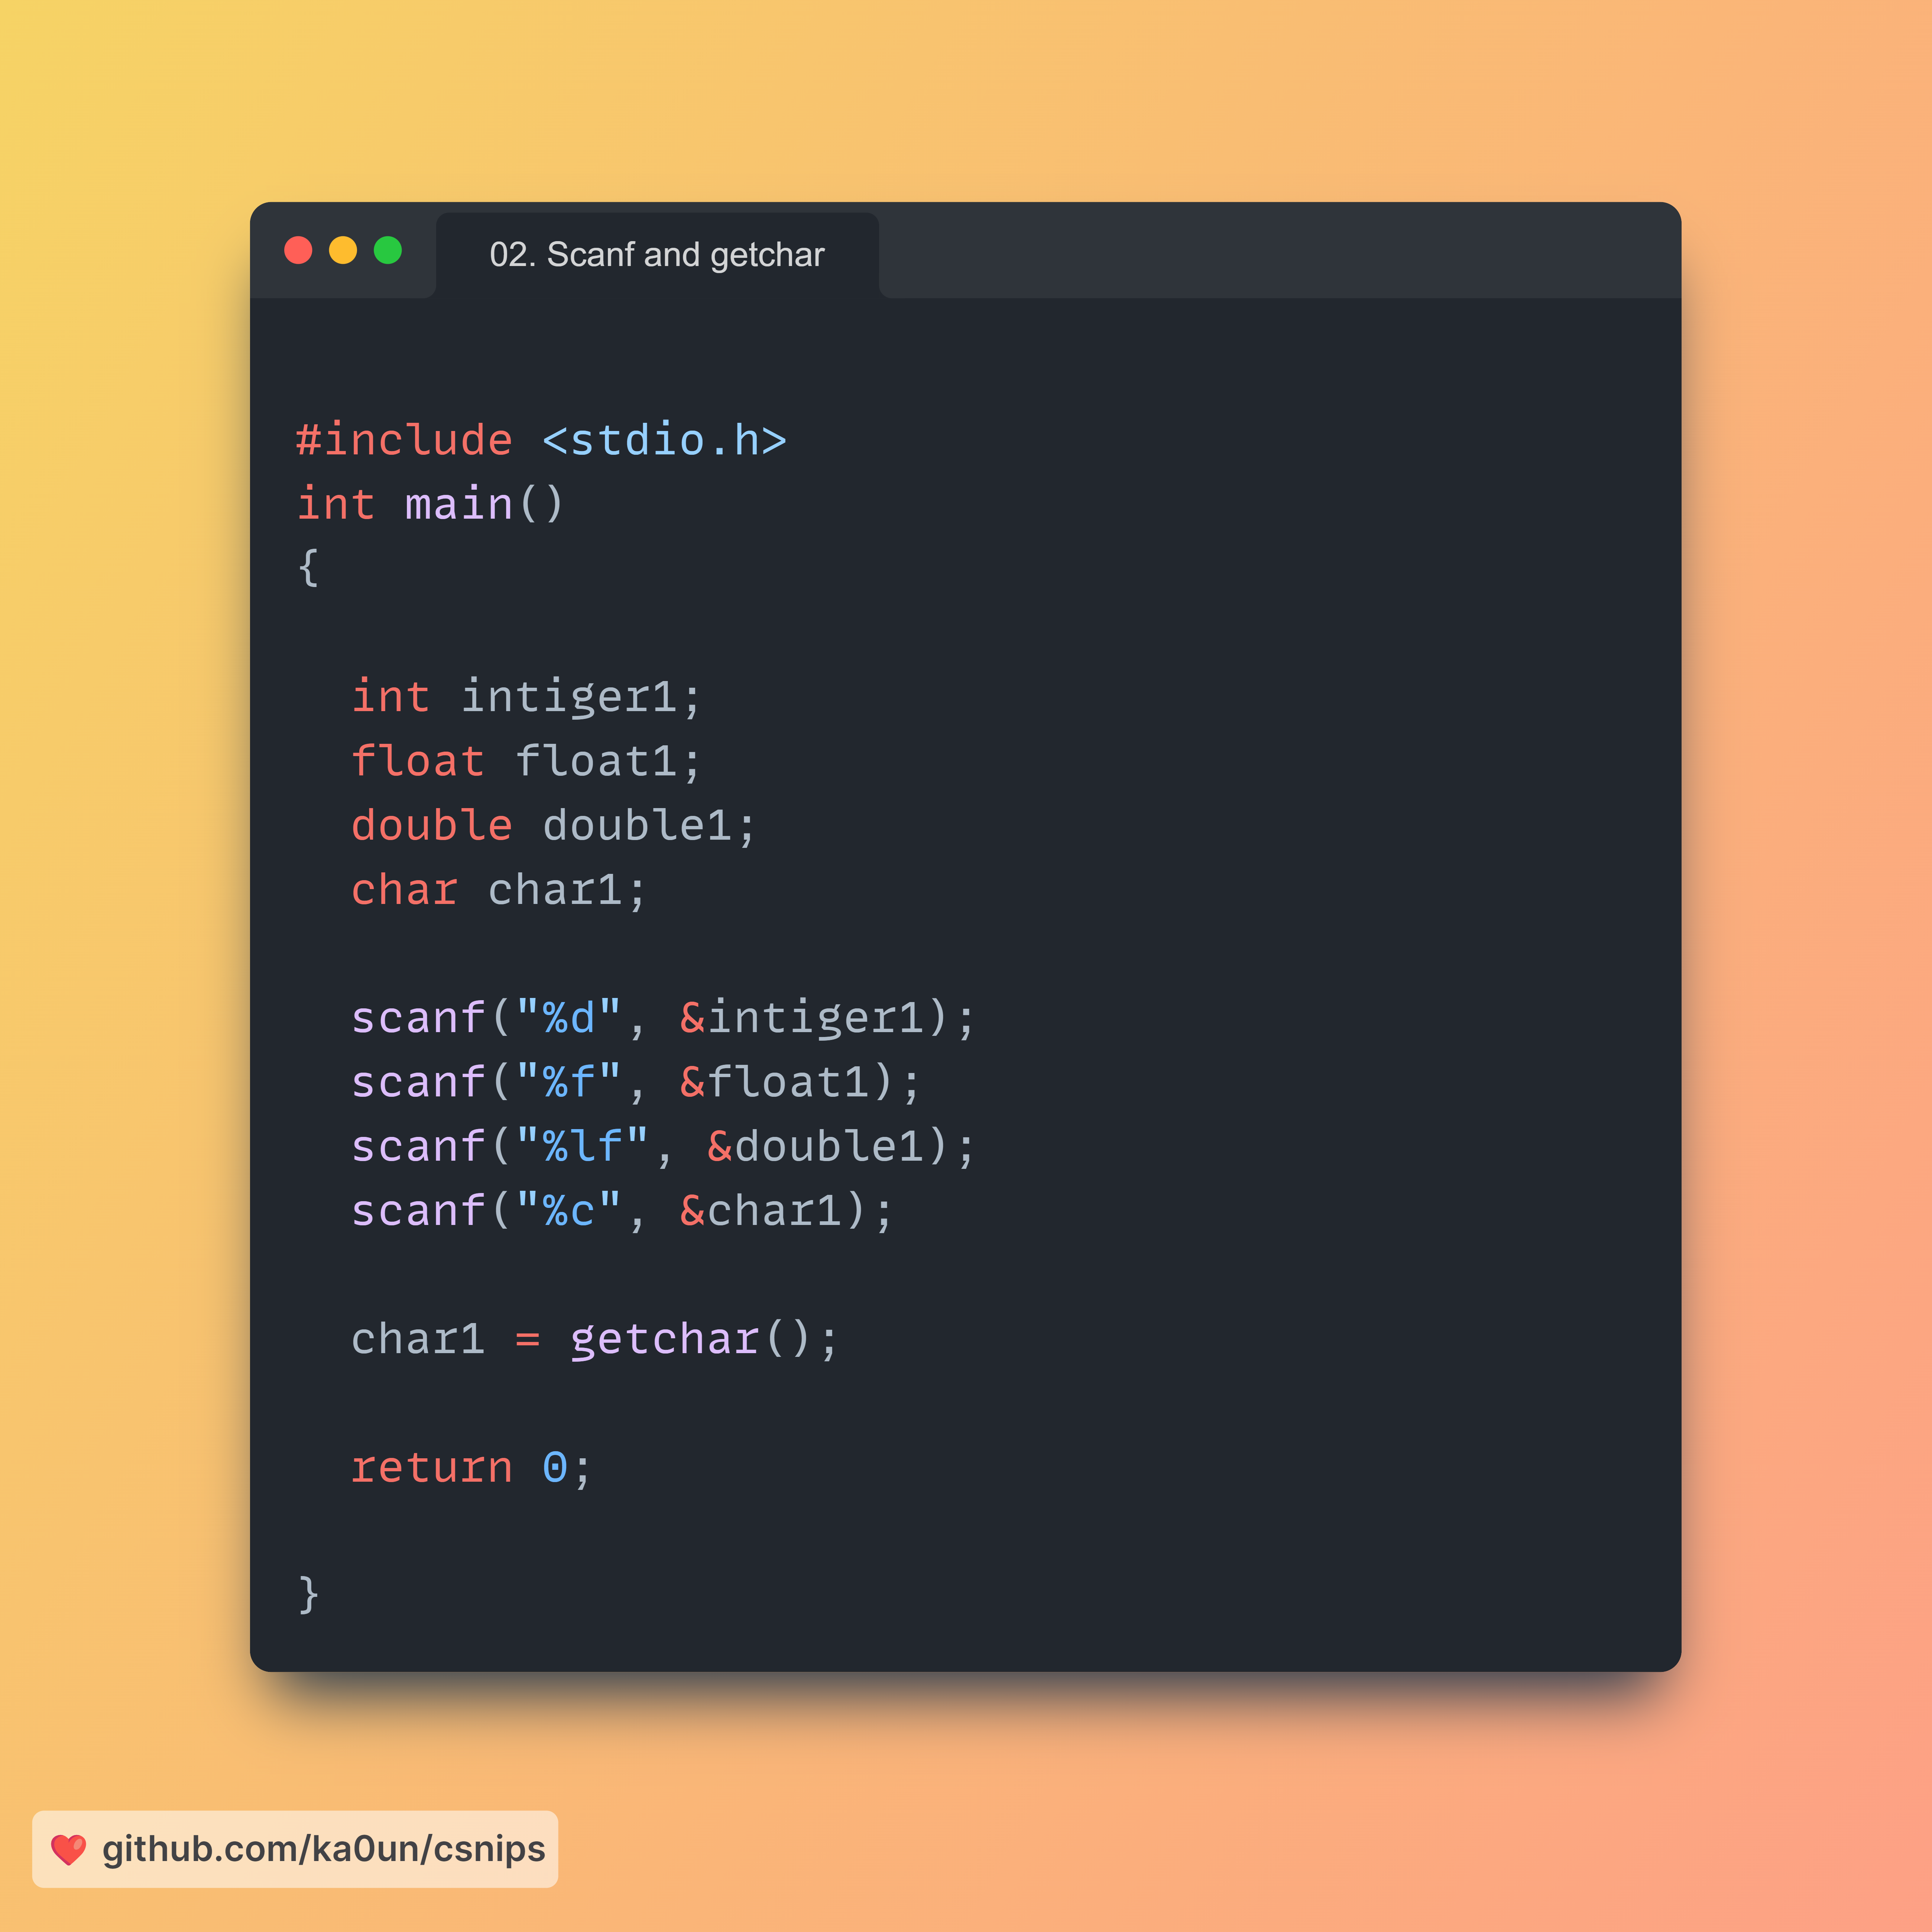 02. Scanf and getchar
#include <stdio.h>
int main()
{
int intiger1;
float float1;
double double1;
char char1;
scanf("%d", &intiger1);
scanf("%f", &float1);
scanf("%lf", &double1);
scanf("%c", &char1);
char1 = getchar();
return 0;
}
github.com/ka0un/csnips